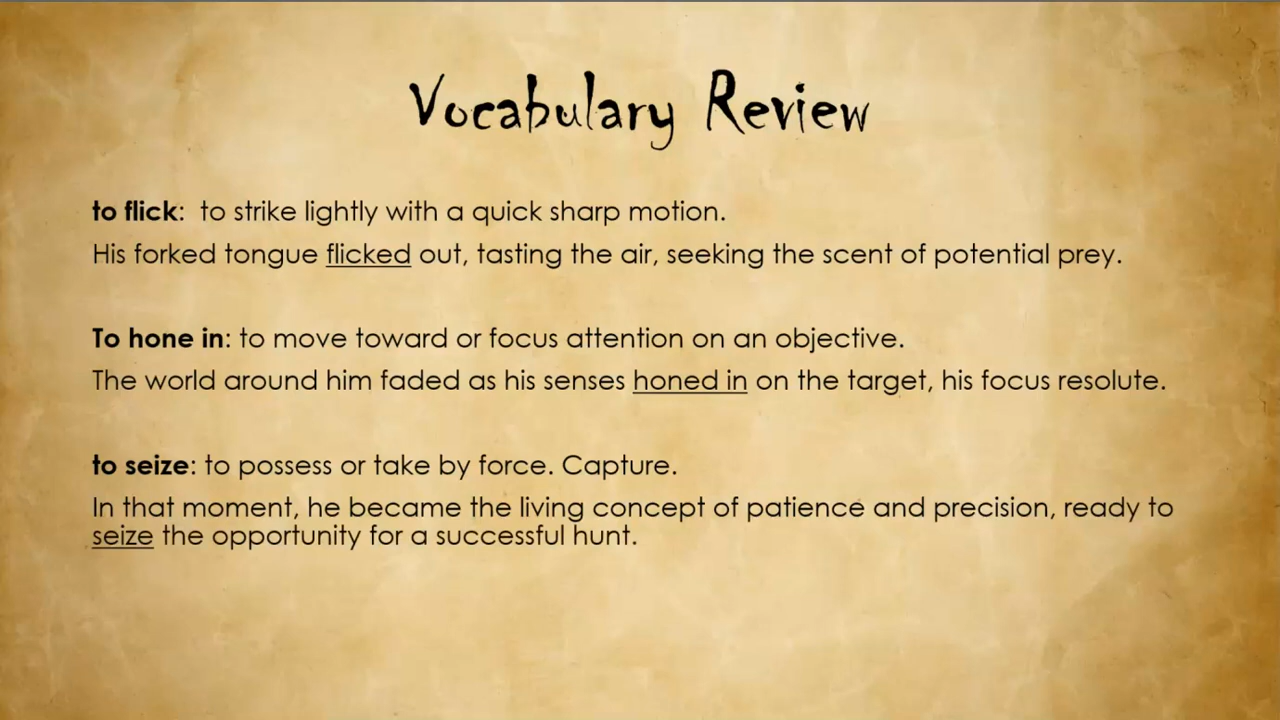 Vocabulary Review
to flick:  to strike lightly with a quick sharp motion.
His forked tongue flicked out, tasting the air, seeking the scent of potential prey.
To hone in: to move toward or focus attention on an objective.
The world around him faded as his senses honed in on the target, his focus resolute.
to seize: to possess or take by force. Capture.
In that moment, he became the living concept of patience and precision, ready to
seize the opportunity for a successful hunt.